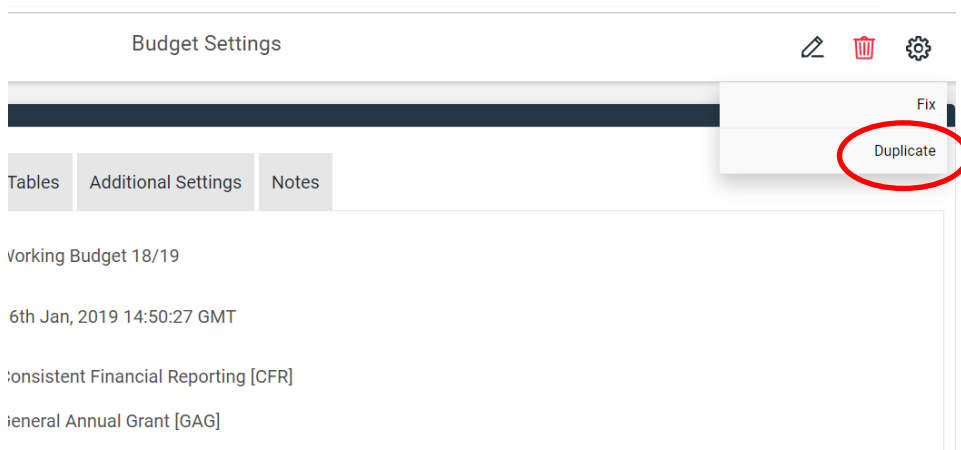 Budget Settings
Fix
Duplicate
Tables Additional Settings Notes
Working Budget 18/19
6th Jan, 2019 14:50:27 GMT
Consistent Financial Reporting [CFR]
General Annual Grant [GAG]